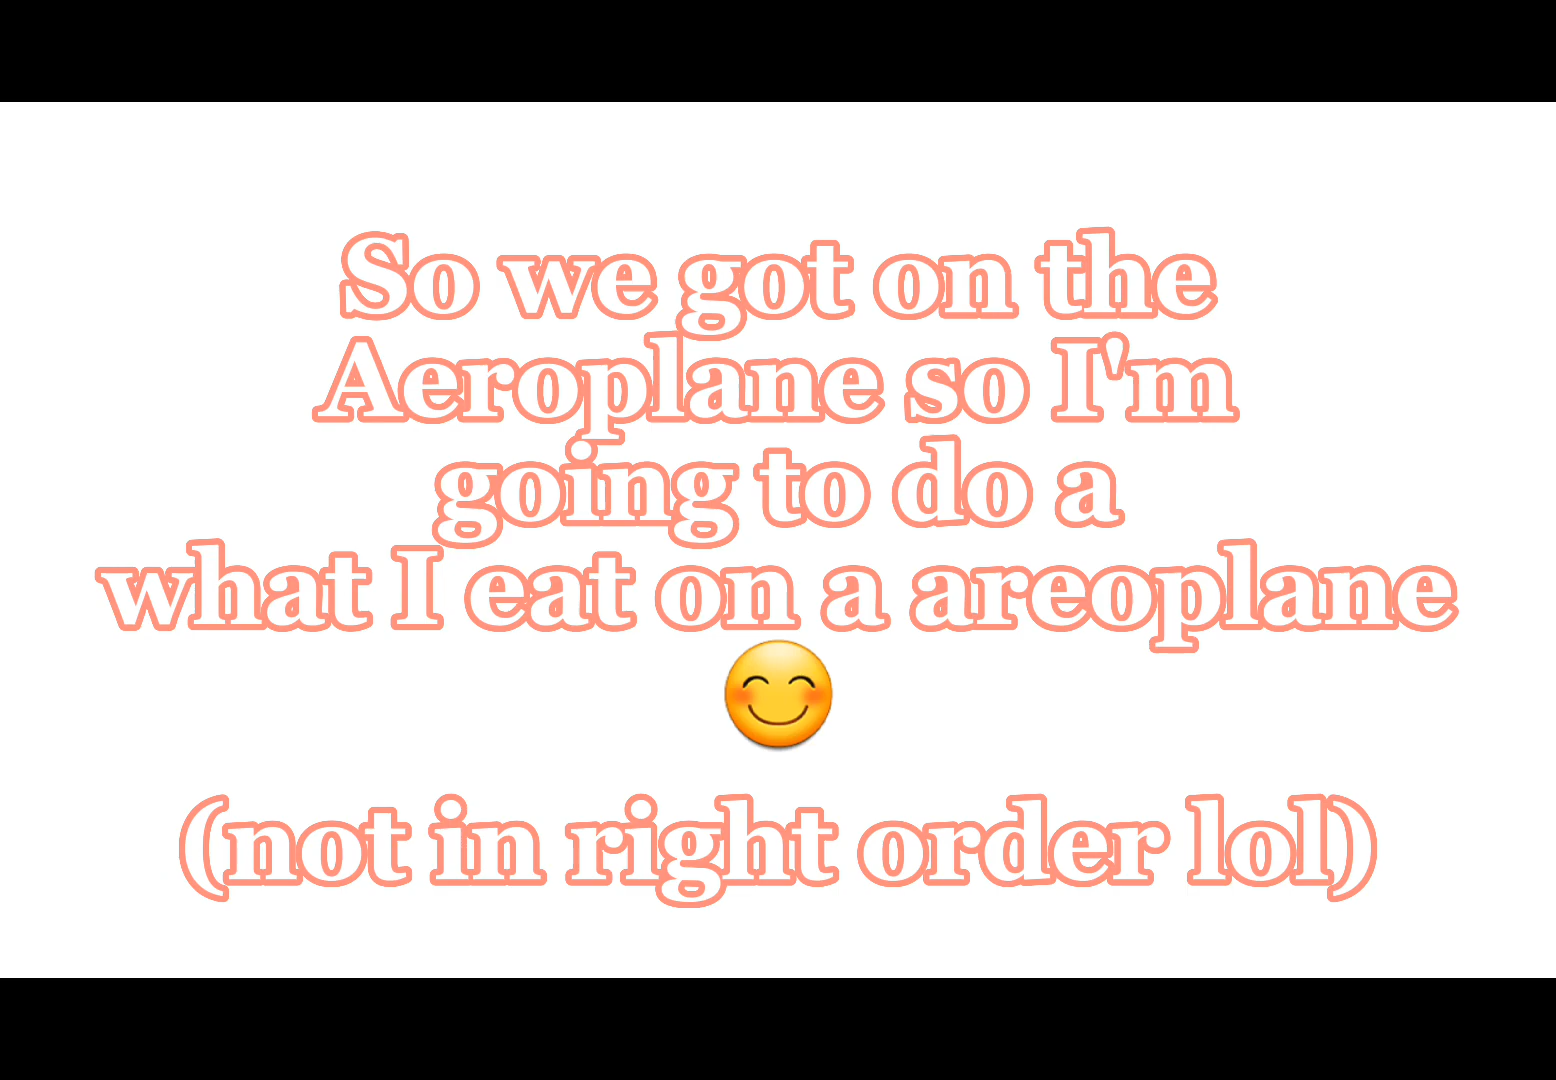 So we got on the
Aeroplane so I'm
going to do a
what I eat on a areoplane
😊
(not in right order lol)